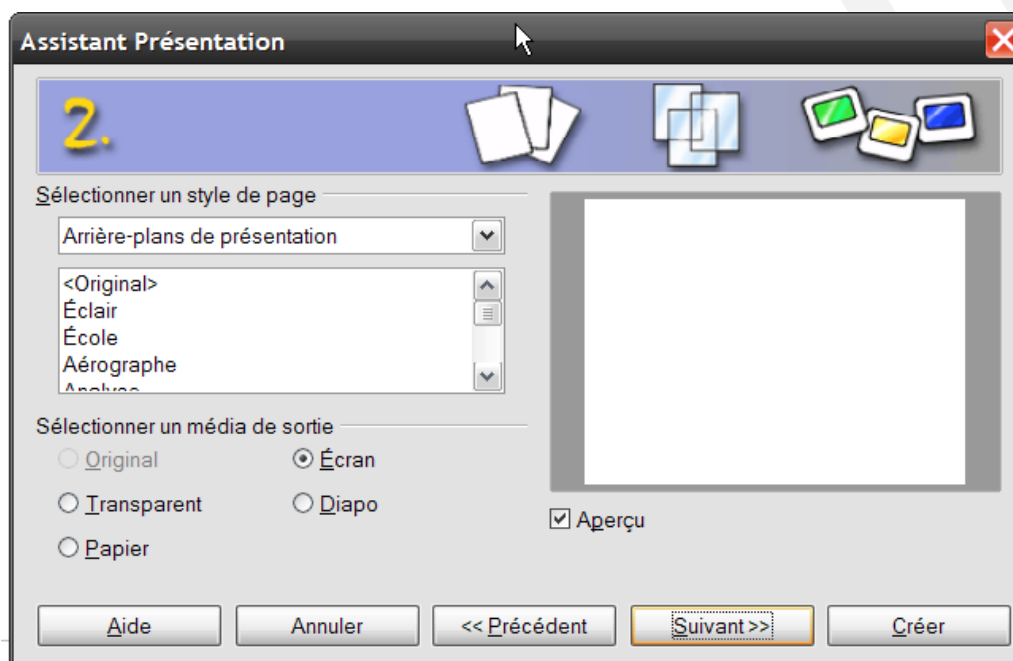 Assistant Présentation
2.
Sélectionner un style de page
Arrière-plans de présentation
<Original>
Éclair
École
Aérographe
Sélectionner un média de sortie
Original
Écran
Transparent
Diapo
Papier
Aperçu
Aide
Annuler
<< Précédent
Suivant >>
Créer